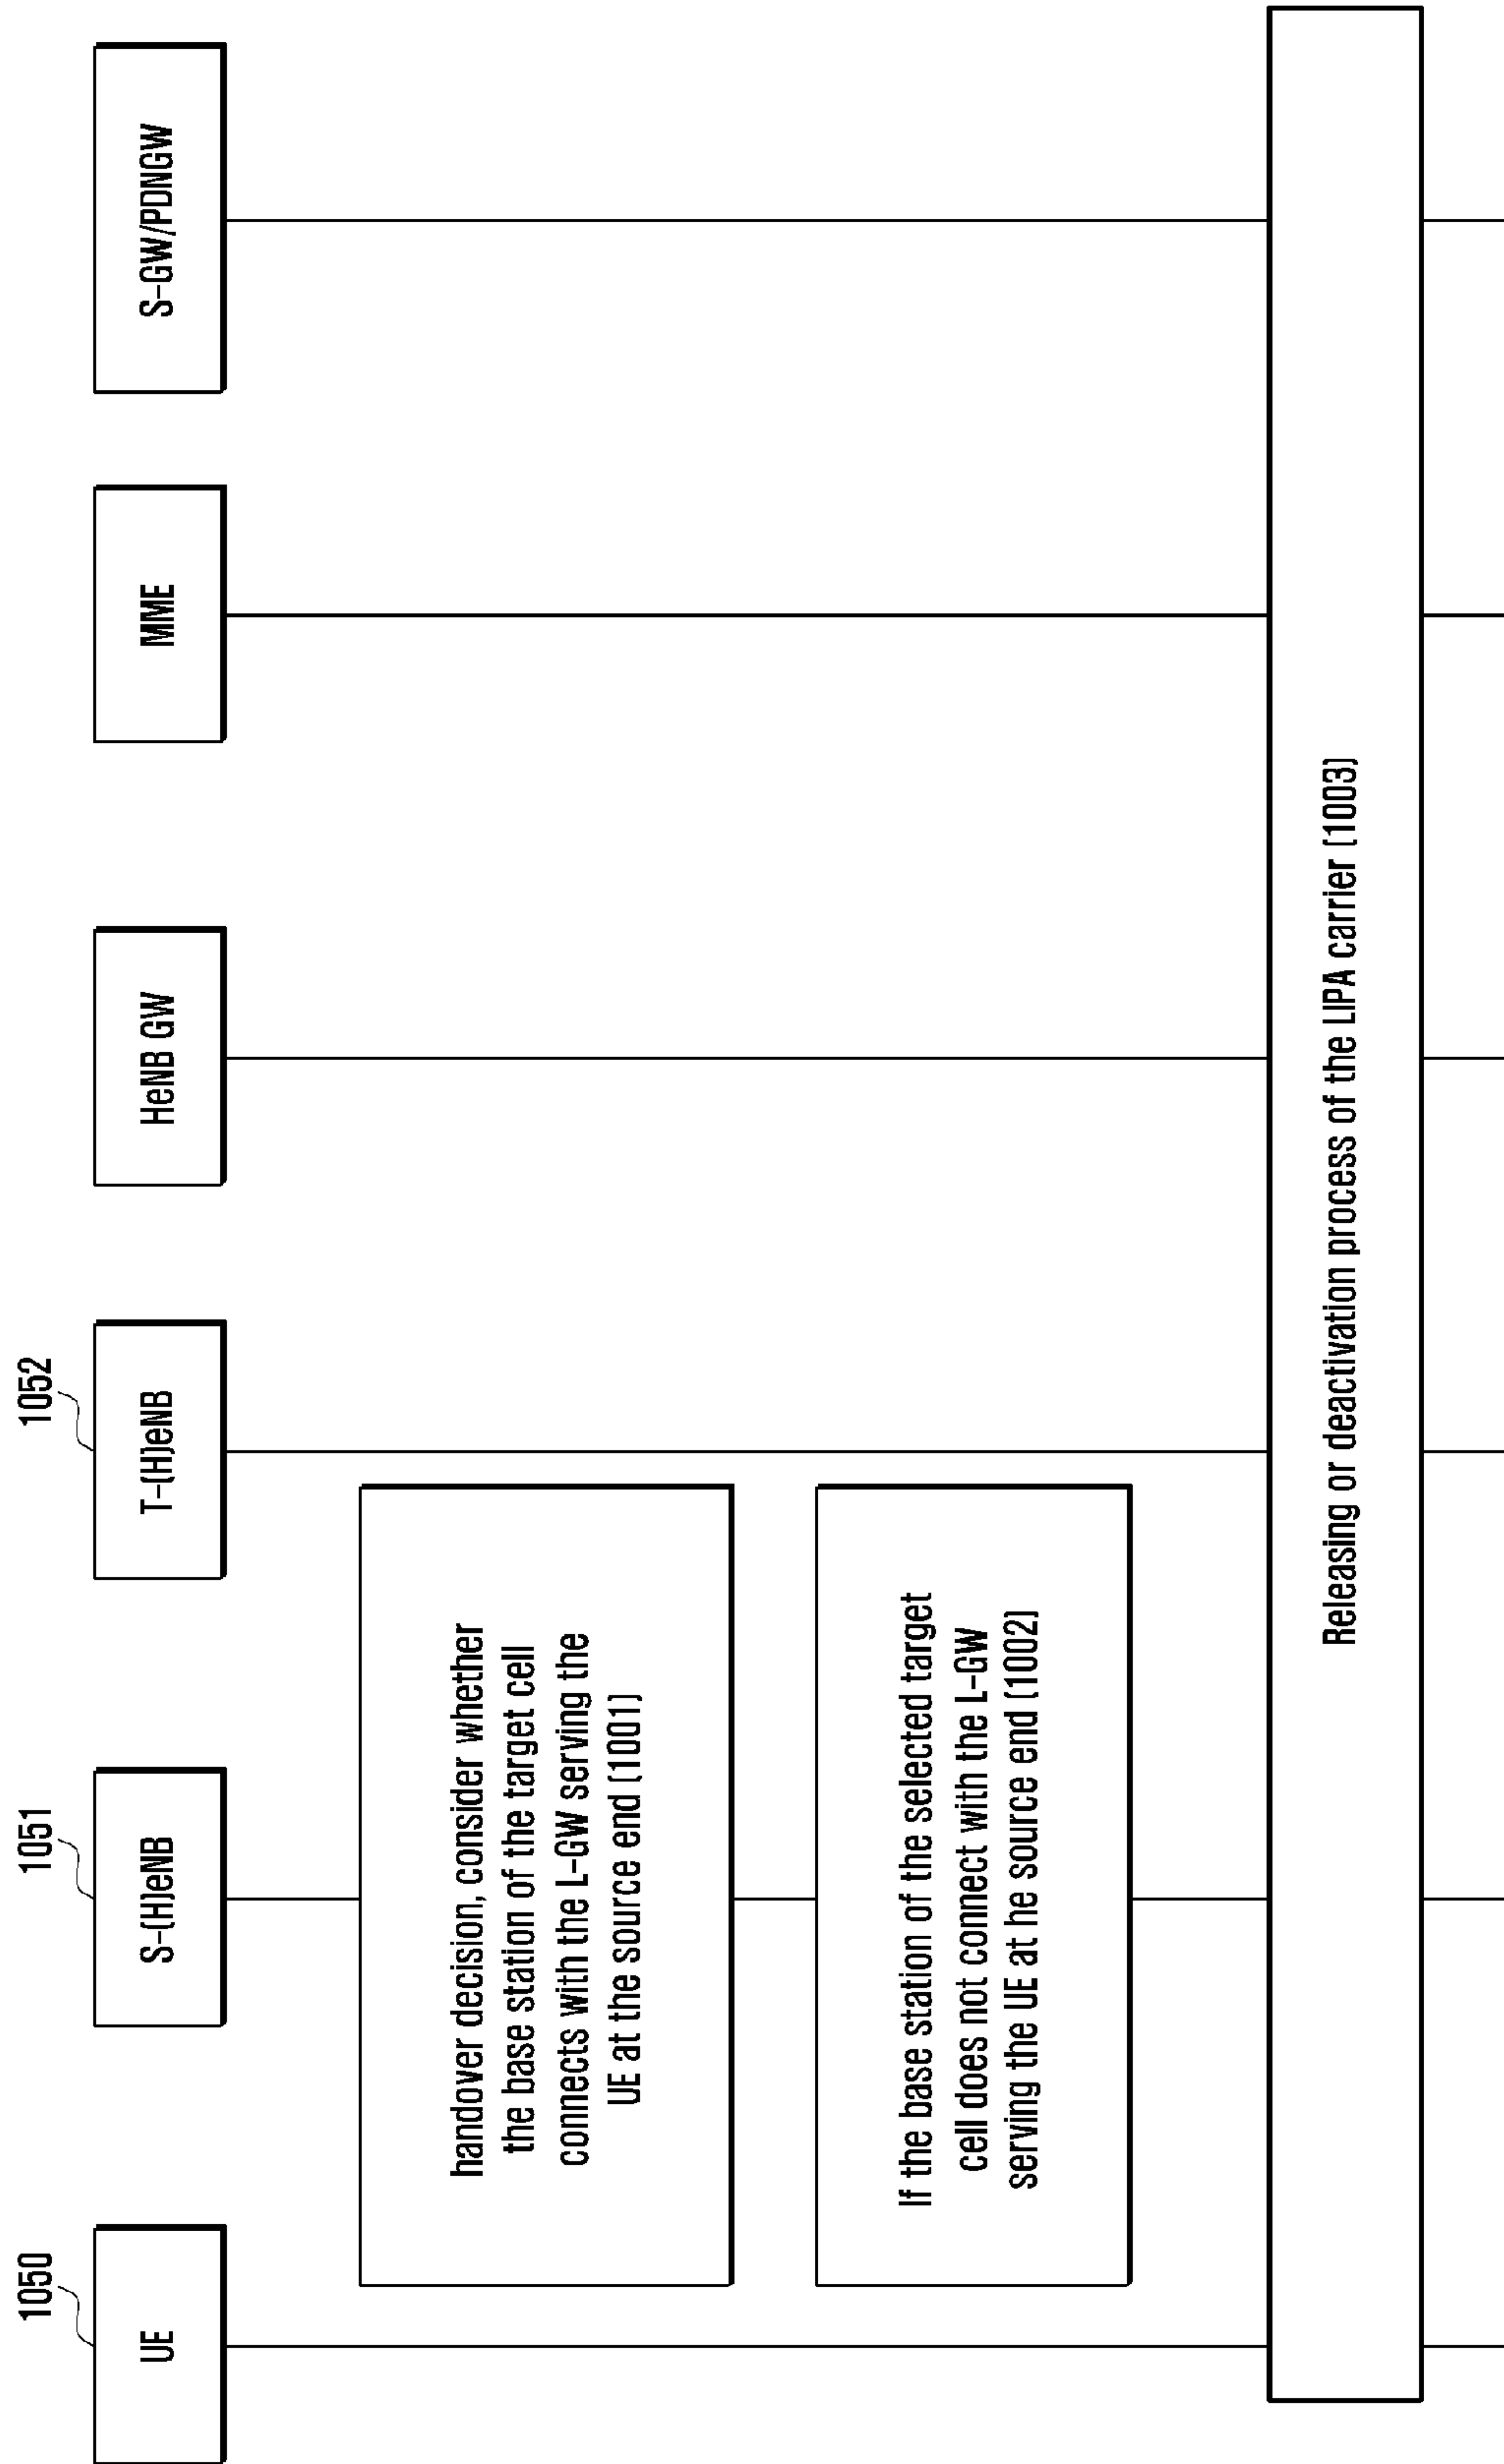 1050
1051
1052
UE
S-(H)eNB
T-(H)eNB
HeNB GW
MME
S-GW/PDNGW
handover decision, consider whether
the base station of the target cell
connects with the L-GW serving the
UE at the source end (1001)
If the base station of the selected target
cell does not connect with the L-GW
serving the UE at he source end (1002)
Releasing or deactivation process of the LIPA carrier (1003)